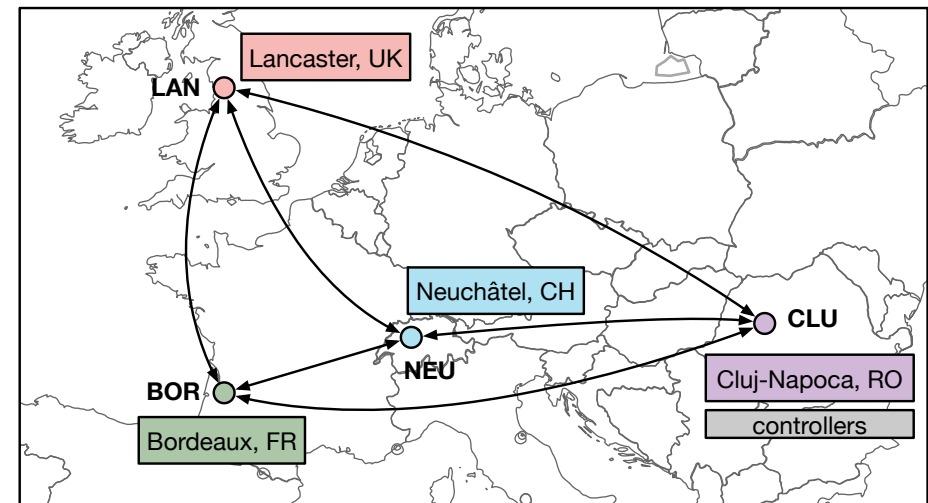 Lancaster, UK
LAN
Neuchâtel, CH
CLU
NEU
Cluj-Napoca, RO
BOR
controllers
Bordeaux, FR